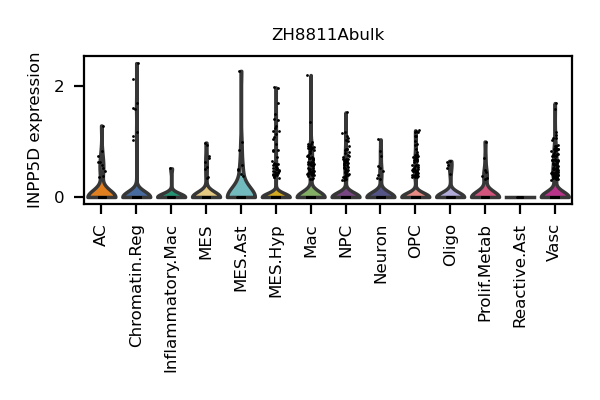 ZH8811Abulk
INPP5D expression
2
0
AC
Chromatin.Reg
Inflammatory.Mac
MES
MES.Ast
MES.Hyp
Mac
NPC
Neuron
OPC
Oligo
Prolif.Metab
Reactive.Ast
Vasc